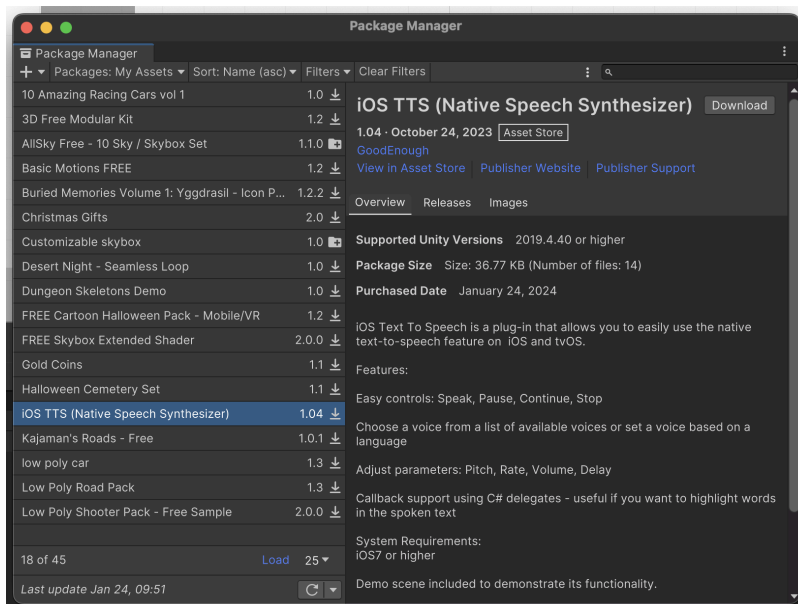 Package Manager
Package Manager
Packages: My Assets Sort: Name (asc) Filters Clear Filters
10 Amazing Racing Cars vol 1 1.0
3D Free Modular Kit 1.2
AllSky Free - 10 Sky / Skybox Set 1.1.0
Basic Motions FREE 1.2
Buried Memories Volume 1: Yggdrasil - Icon P... 1.2.2
Christmas Gifts 2.0
Customizable skybox 1.0
Desert Night - Seamless Loop 1.0
Dungeon Skeletons Demo 1.0
FREE Cartoon Halloween Pack - Mobile/VR 1.2
FREE Skybox Extended Shader 2.0.0
Gold Coins 1.1
Halloween Cemetery Set 1.1
iOS TTS (Native Speech Synthesizer) 1.04
Kajaman's Roads - Free 1.0.1
low poly car 1.3
Low Poly Road Pack 1.3
Low Poly Shooter Pack - Free Sample 2.0.0
18 of 45 Load 25
Last update Jan 24, 09:51
iOS TTS (Native Speech Synthesizer) Download
1.04 · October 24, 2023 Asset Store
GoodEnough
View in Asset Store Publisher Website Publisher Support
Overview Releases Images
Supported Unity Versions 2019.4.40 or higher
Package Size Size: 36.77 KB (Number of files: 14)
Purchased Date January 24, 2024
iOS Text To Speech is a plug-in that allows you to easily use the native
text-to-speech feature on iOS and tvOS.
Features:
Easy controls: Speak, Pause, Continue, Stop
Choose a voice from a list of available voices or set a voice based on a
language
Adjust parameters: Pitch, Rate, Volume, Delay
Callback support using C# delegates - useful if you want to highlight words
in the spoken text
System Requirements:
iOS7 or higher
Demo scene included to demonstrate its functionality.